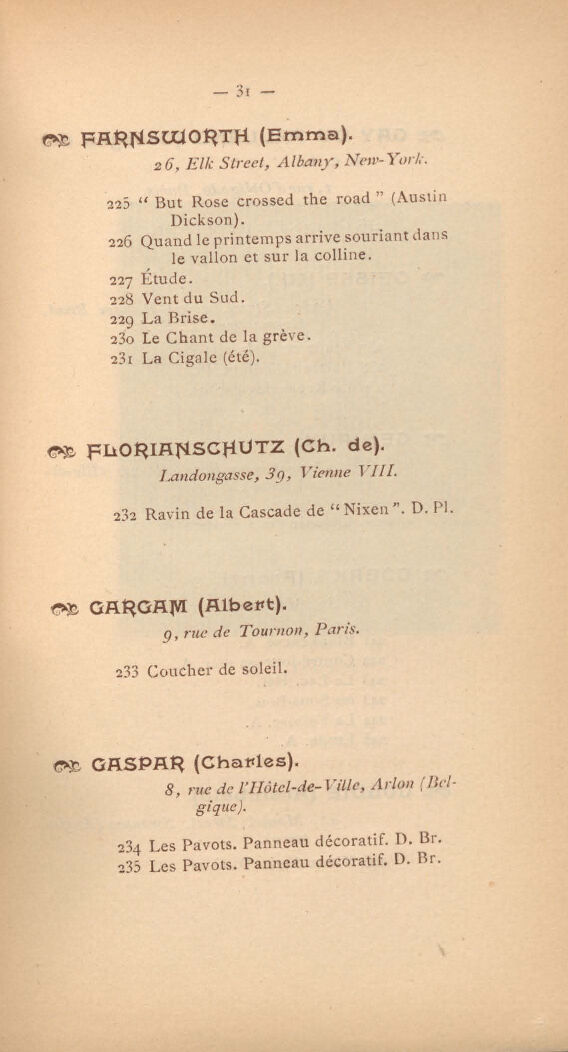 — 31 —
FARNSWORTH (Emma).
26, Elk Street, Albany, New-York.
225 “ But Rose crossed the road ” (Austin
Dickson).
226 Quand le printemps arrive souriant dans
le vallon et sur la colline.
227 Étude.
228 Vent du Sud.
229 La Brise.
230 Le Chant de la grève.
231 La Cigale (été).
FLORIANSCHUTZ (Ch. de).
Landongasse, 39, Vienne VIII.
232 Ravin de la Cascade de “ Nixen ”. D. Pl.
GARGAM (Albert).
9, rue de Tournon, Paris.
233 Coucher de soleil.
GASPAR (Charles).
8, rue de l'Hôtel-de-Ville, Arlon (Bel-
gique).
234 Les Pavots. Panneau décoratif. D. Br.
235 Les Pavots. Panneau décoratif. D. Br.